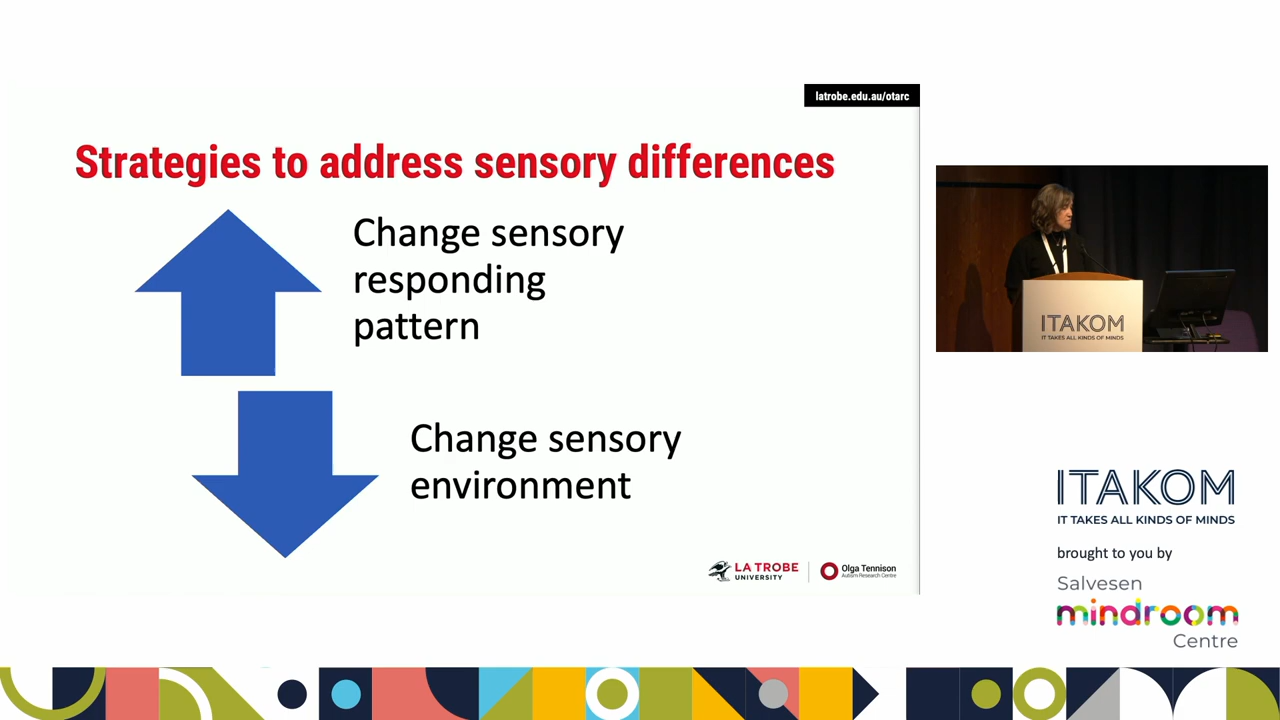 latrobe.edu.au/otarc
Strategies to address sensory differences
Change sensory
responding
pattern
Change sensory
environment
LA TROBE
UNIVERSITY
Olga Tennison
Autism Research Centre
ITAKOM
IT TAKES ALL KINDS OF MINDS
ITAKOM
IT TAKES ALL KINDS OF MINDS
brought to you by
Salvesen
mindroom
Centre